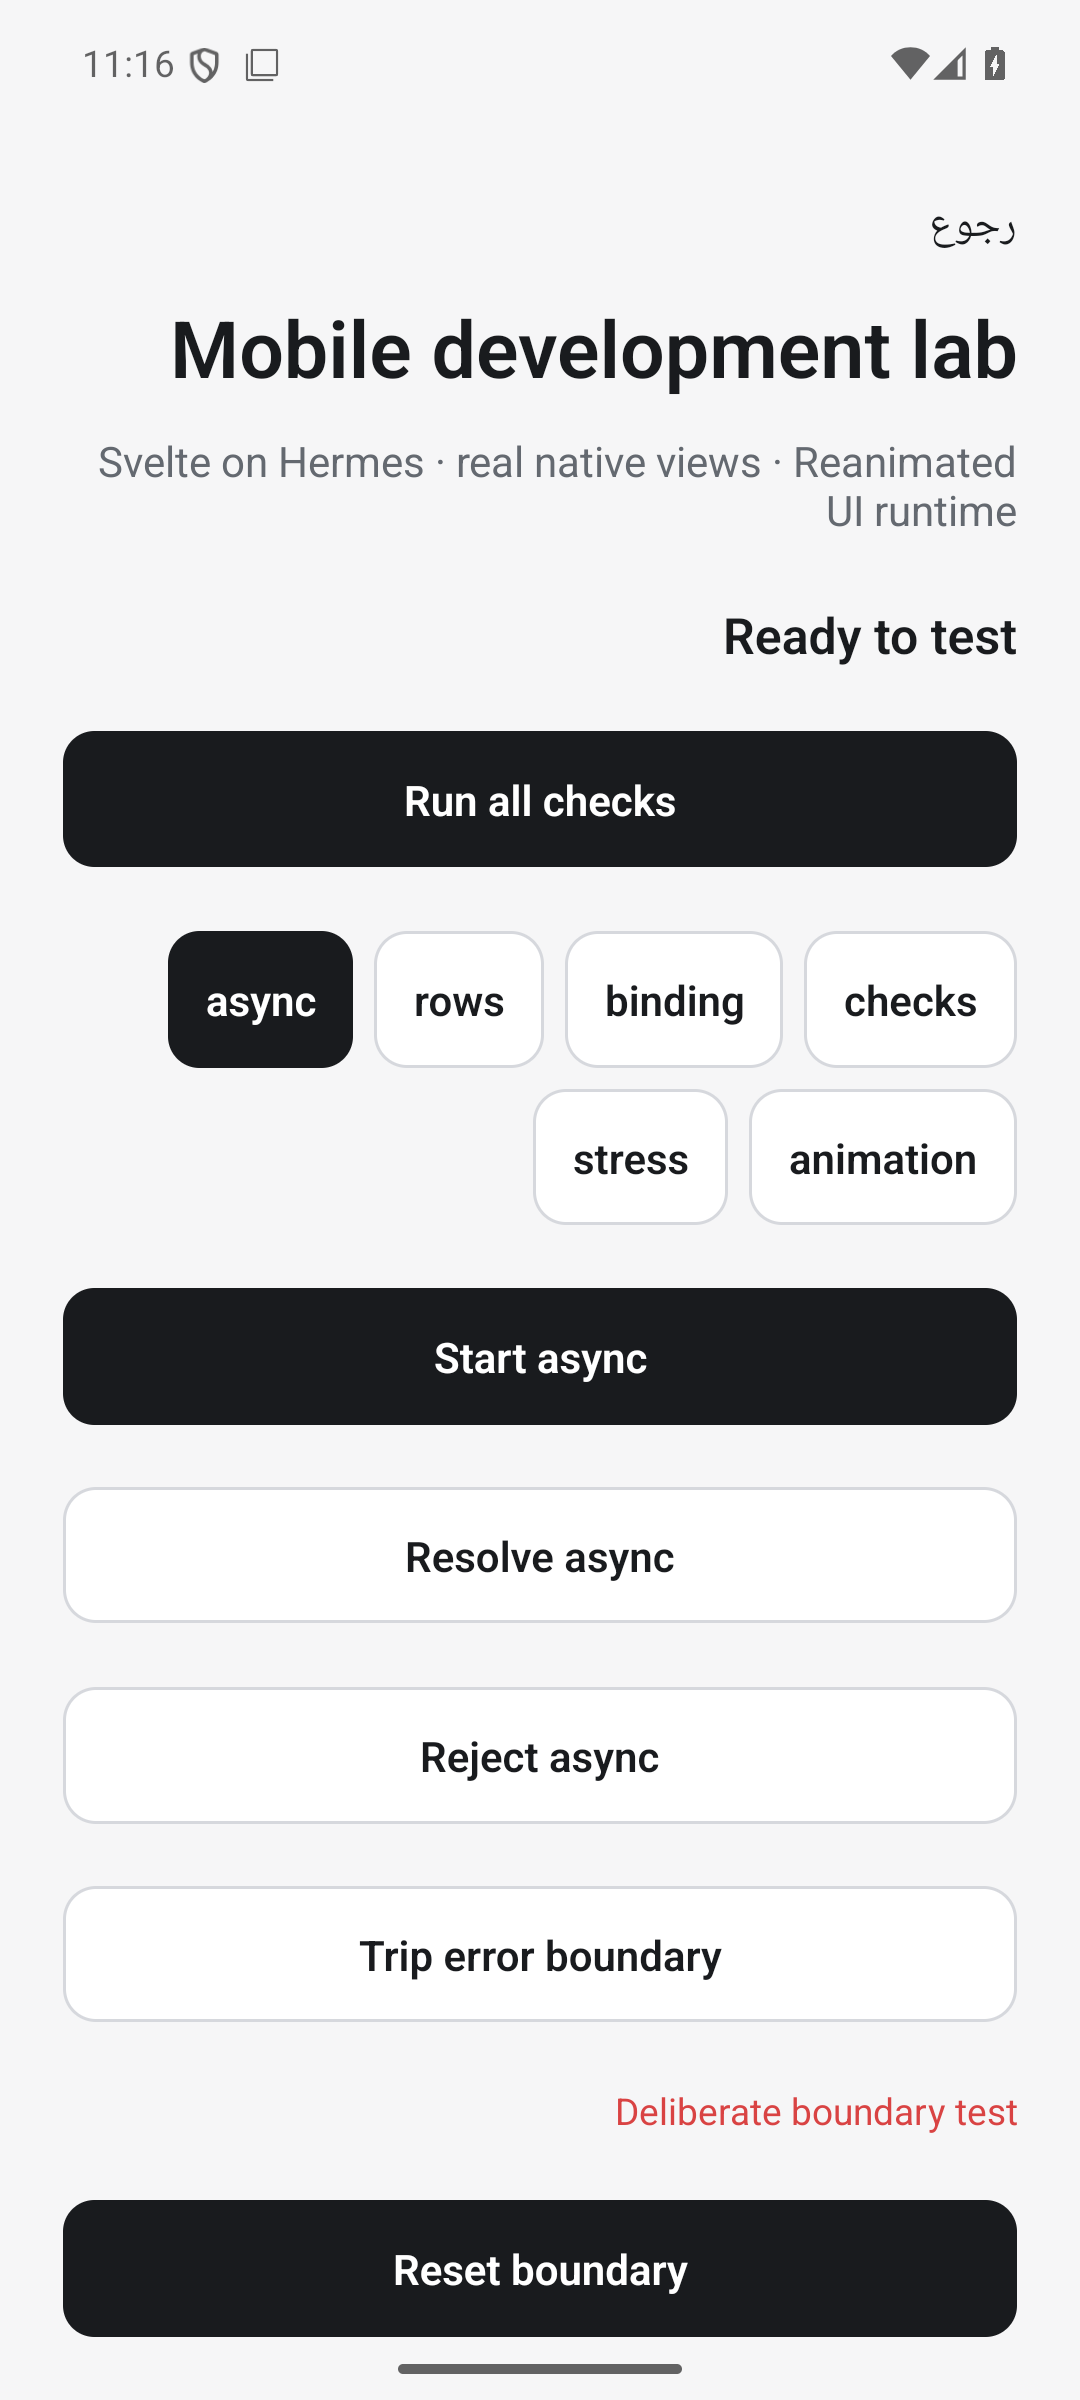 11:16
رجوع
Mobile development lab
Svelte on Hermes · real native views · Reanimated
UI runtime
Ready to test
Run all checks
checks
binding
rows
async
animation
stress
Start async
Resolve async
Reject async
Trip error boundary
Deliberate boundary test
Reset boundary